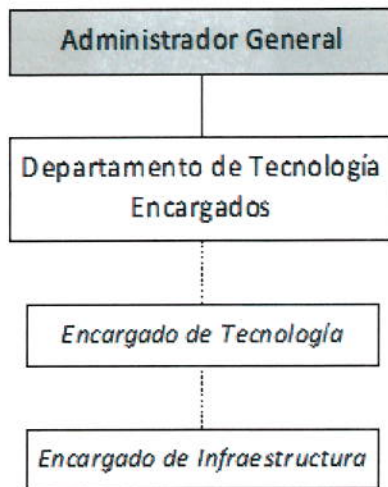 Administrador General
Departamento de Tecnología
Encargados
Encargado de Tecnología
Encargado de Infraestructura